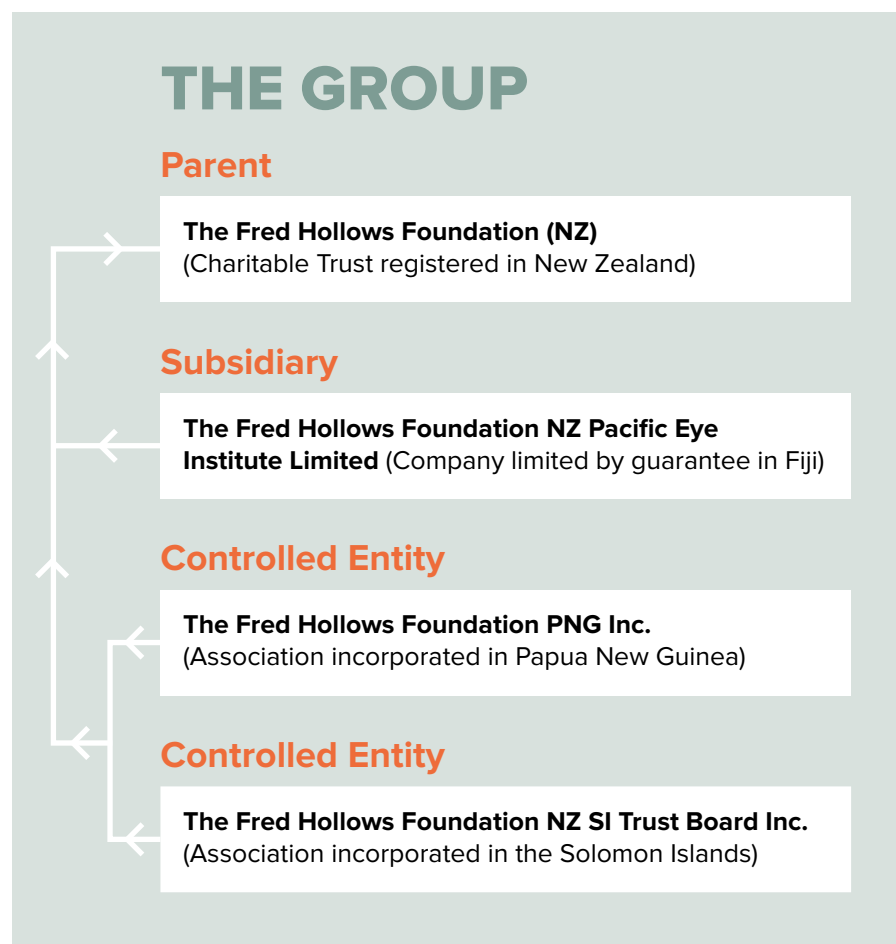 THE GROUP
Parent
The Fred Hollows Foundation (NZ)
(Charitable Trust registered in New Zealand)
Subsidiary
The Fred Hollows Foundation NZ Pacific Eye
Institute Limited (Company limited by guarantee in Fiji)
Controlled Entity
The Fred Hollows Foundation PNG Inc.
(Association incorporated in Papua New Guinea)
Controlled Entity
The Fred Hollows Foundation NZ SI Trust Board Inc.
(Association incorporated in the Solomon Islands)